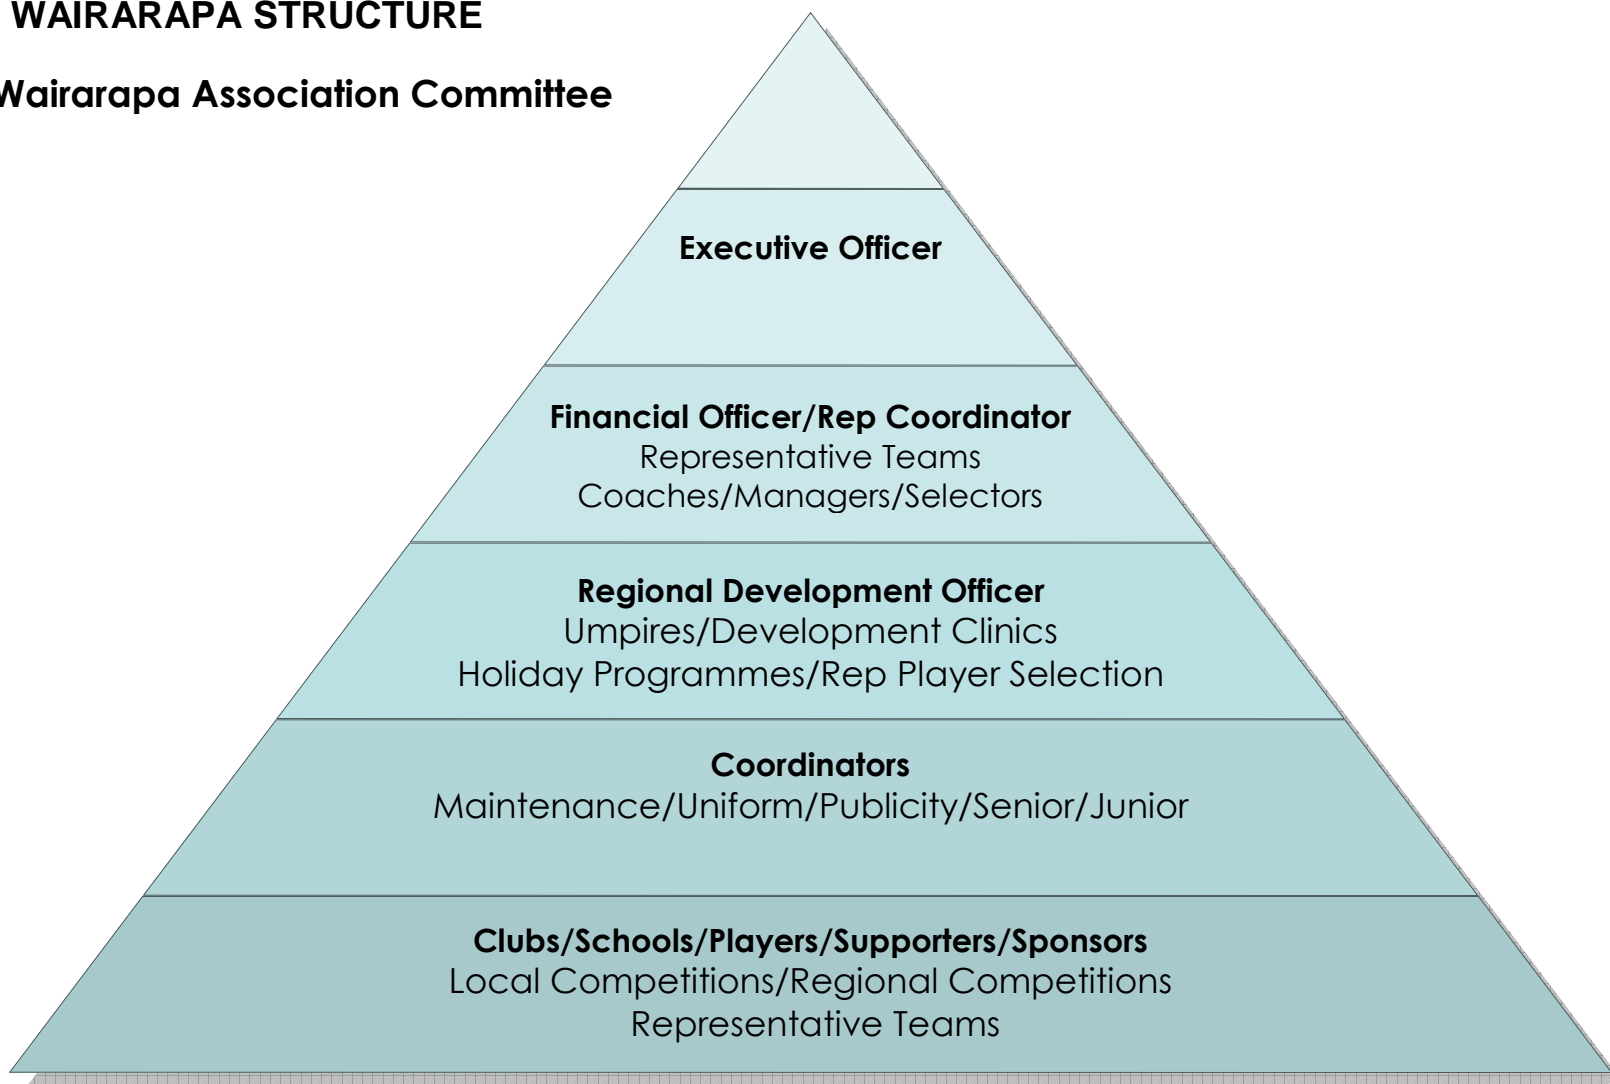 WAIRARAPA STRUCTURE
Wairarapa Association Committee
Executive Officer
Financial Officer/Rep Coordinator
Representative Teams
Coaches/Managers/Selectors
Regional Development Officer
Umpires/Development Clinics
Holiday Programmes/Rep Player Selection
Coordinators
Maintenance/Uniform/Publicity/Senior/Junior
Clubs/Schools/Players/Supporters/Sponsors
Local Competitions/Regional Competitions
Representative Teams